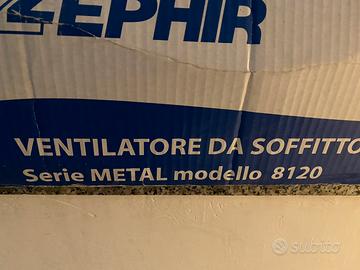 ZEPHIR
VENTILATORE DA SOFFITTO
Serie METAL modello 8120
subito